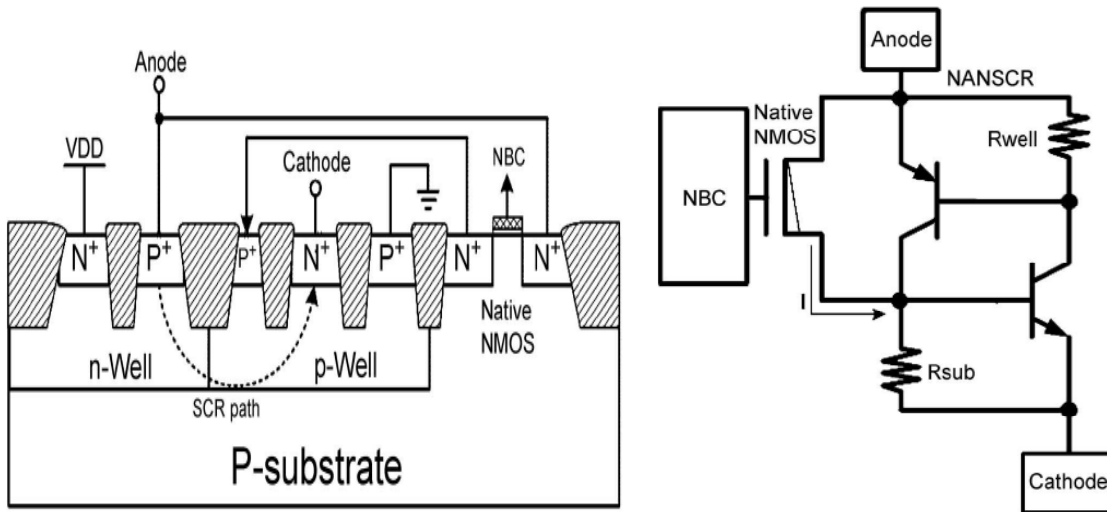 Anode
VDD
Cathode
NBC
N+
P+
P+
N+
P+
N+
N+
n-Well
p-Well
Native
NMOS
SCR path
P-substrate
Anode
NANSCR
Native
NMOS
Rwell
NBC
I
Rsub
Cathode